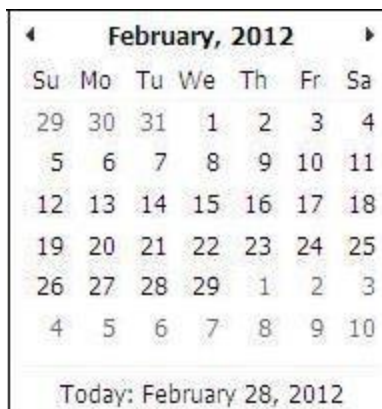 February, 2012
Su Mo Tu We Th Fr Sa
29 30 31 1 2 3 4
5 6 7 8 9 10 11
12 13 14 15 16 17 18
19 20 21 22 23 24 25
26 27 28 29 1 2 3
4 5 6 7 8 9 10
Today: February 28, 2012